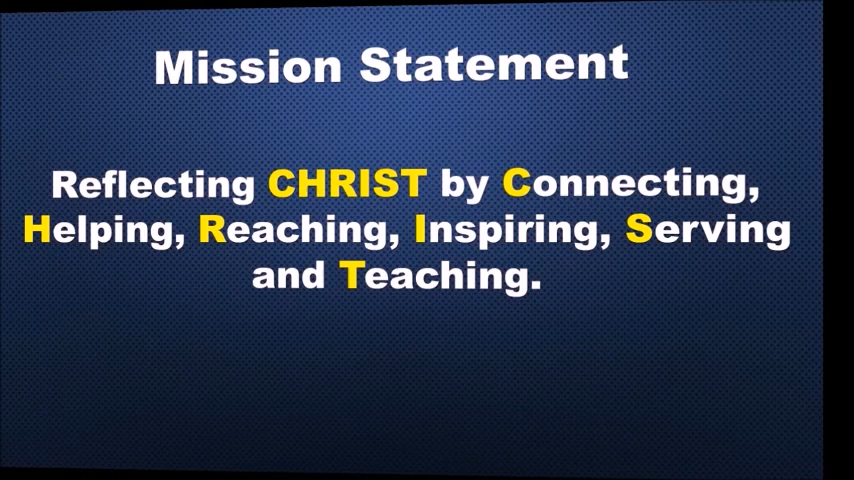 Mission Statement
Reflecting CHRIST by Connecting,
Helping, Reaching, Inspiring, Serving
and Teaching.